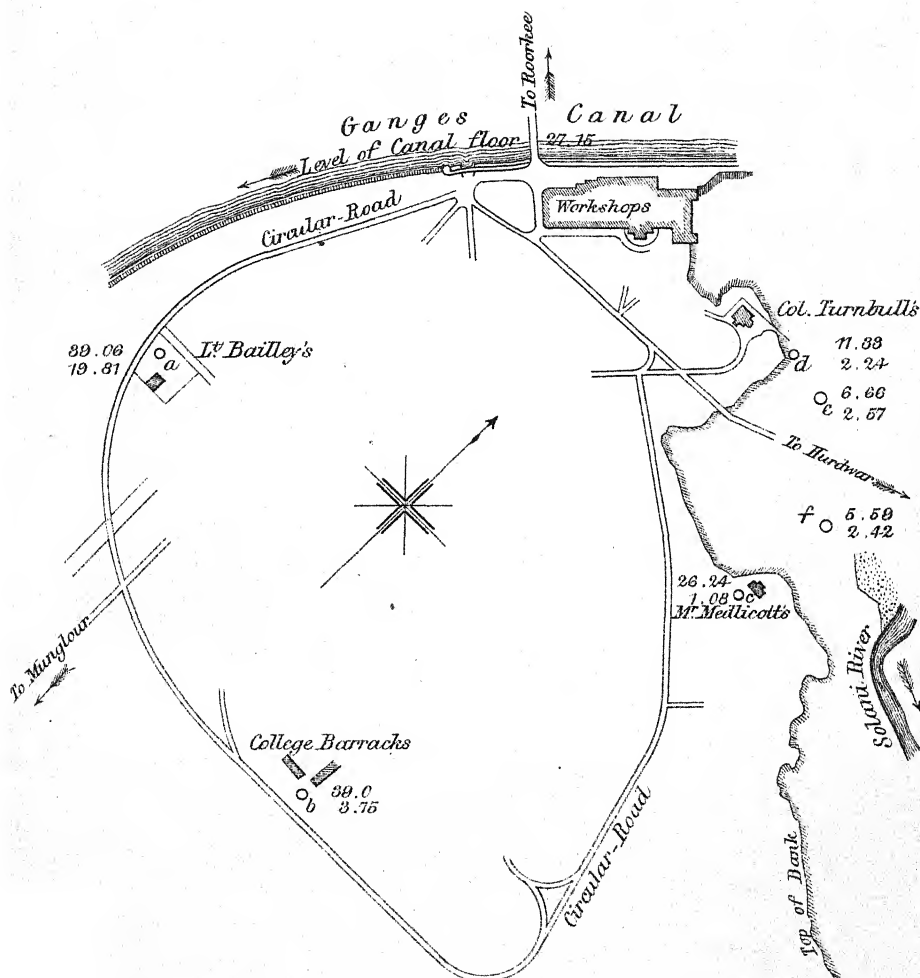 To Roorkee
Ganges Canal
Level of Canal floor 27.15
Circular-Road
Workshops
Col. Turnbull's
39.06
19.81
a
Lt Bailley's
d
11.33
2.24
e
6.66
2.57
To Hurdwar
f
5.59
2.42
26.24
1.08
c
Mr. Medlicott's
To Munglour
Solani River
College Barracks
b
39.0
3.75
Circular-Road
Top of Bank